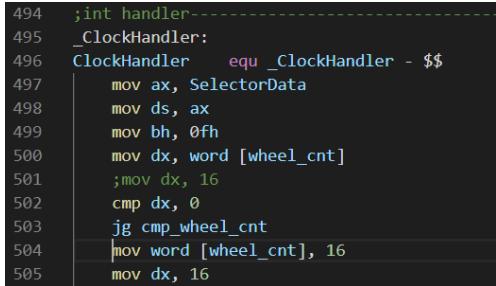 494 ;int handler--------------------------------
495 _ClockHandler:
496 ClockHandler    equ _ClockHandler - $$
497     mov ax, SelectorData
498     mov ds, ax
499     mov bh, 0fh
500     mov dx, word [wheel_cnt]
501     ;mov dx, 16
502     cmp dx, 0
503     jg cmp_wheel_cnt
504     mov word [wheel_cnt], 16
505     mov dx, 16